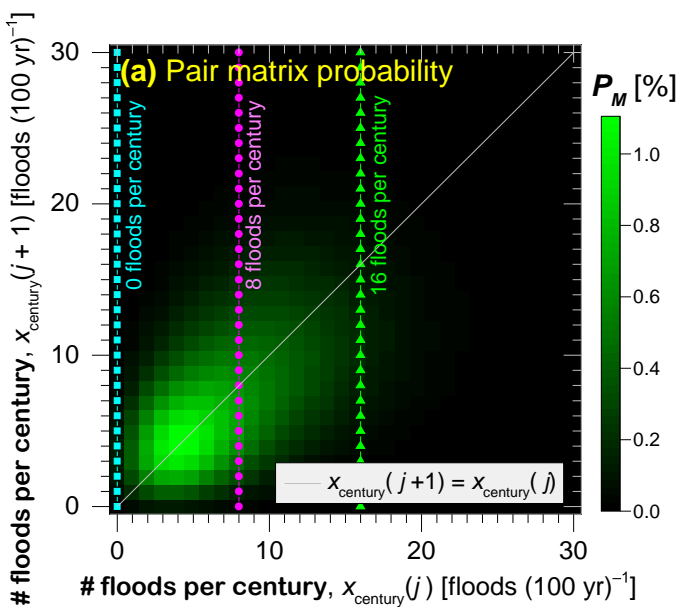 (a) Pair matrix probability
P_M [%]
30
20
10
0
# floods per century, x_century(j + 1) [floods (100 yr)⁻¹]
0 floods per century
8 floods per century
16 floods per century
1.0
0.8
0.6
0.4
0.2
0.0
x_century( j+1) = x_century( j)
0
10
20
30
# floods per century, x_century(j ) [floods (100 yr)⁻¹]